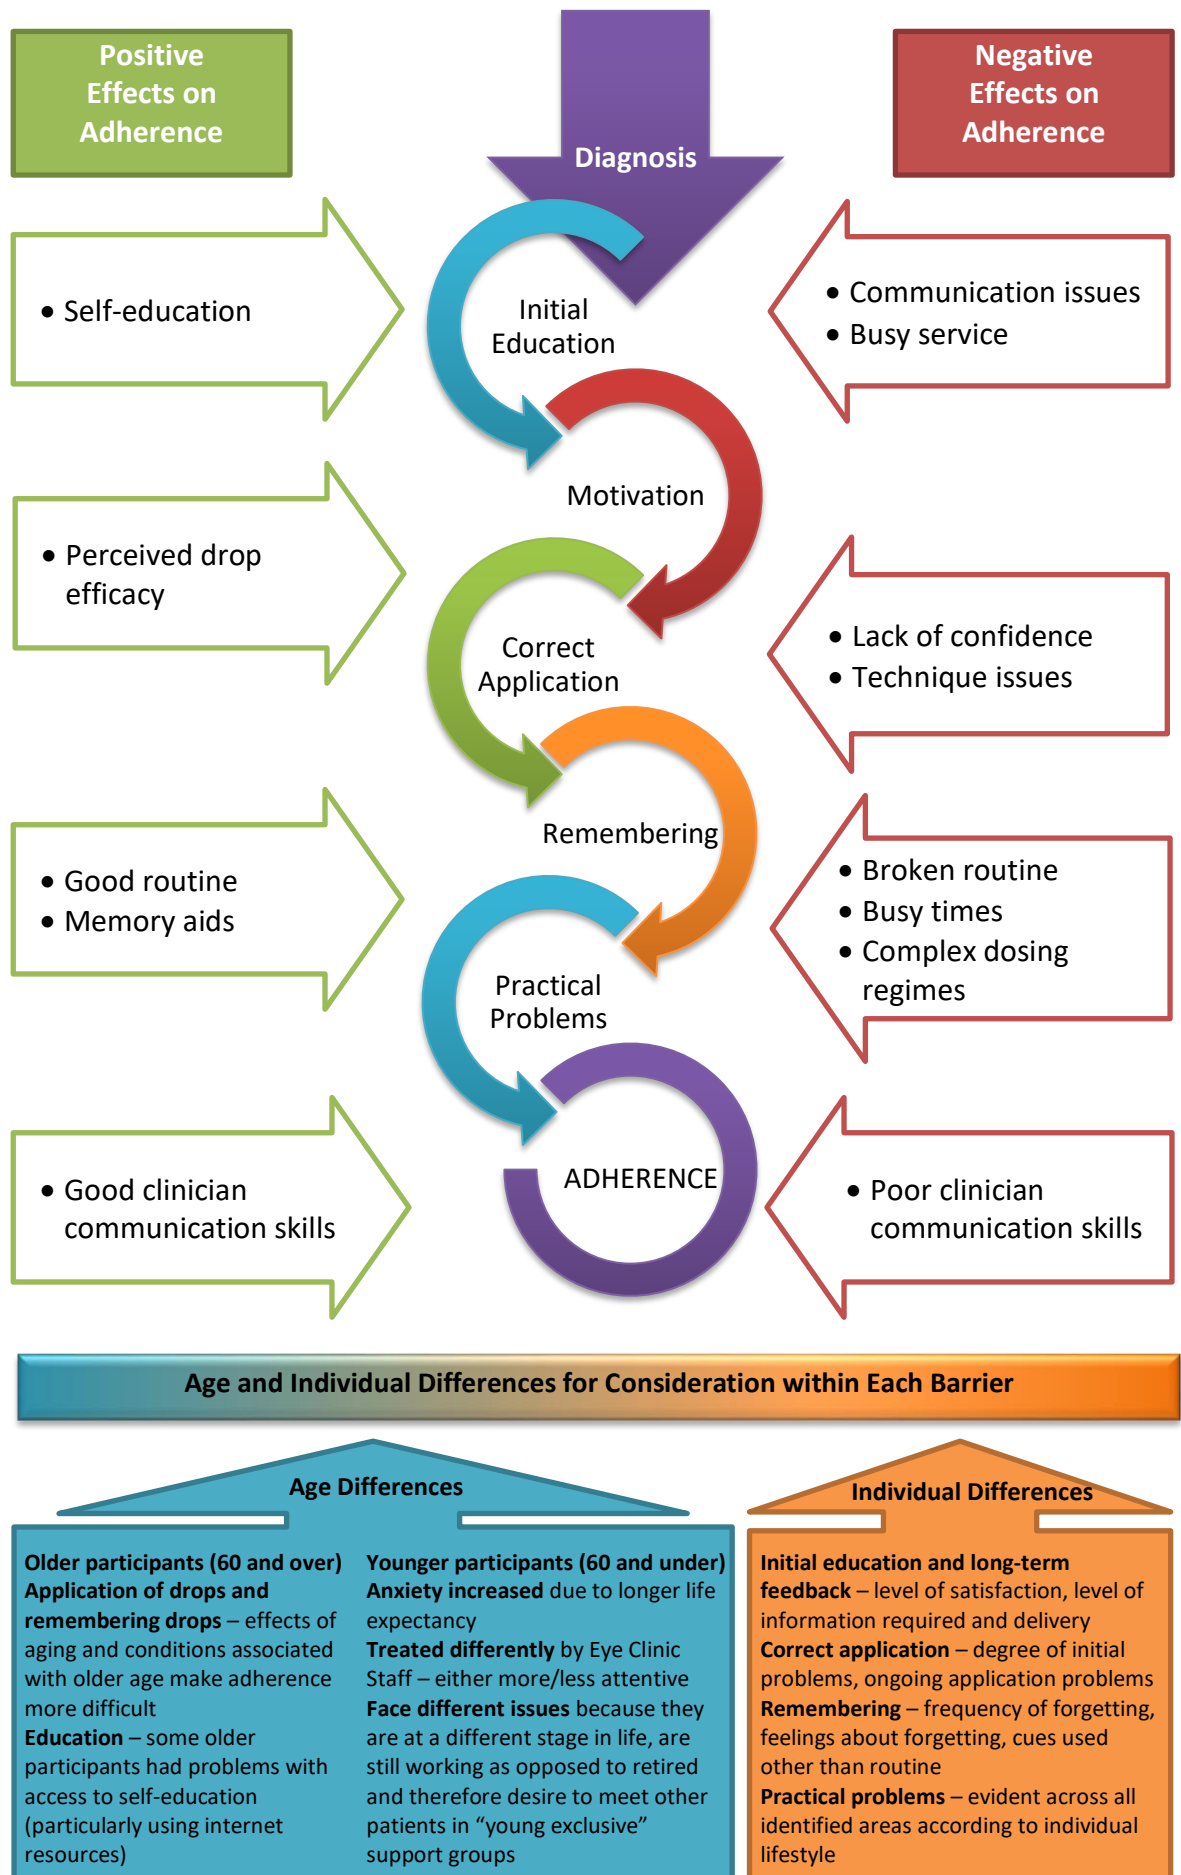 Positive
Effects on
Adherence
Diagnosis
Negative
Effects on
Adherence
• Self-education
Initial
Education
• Communication issues
• Busy service
Motivation
• Perceived drop
efficacy
Correct
Application
• Lack of confidence
• Technique issues
Remembering
• Good routine
• Memory aids
• Broken routine
• Busy times
• Complex dosing
regimes
Practical
Problems
ADHERENCE
• Good clinician
communication skills
• Poor clinician
communication skills
Age and Individual Differences for Consideration within Each Barrier
Age Differences
Older participants (60 and over)
Application of drops and
remembering drops – effects of
aging and conditions associated
with older age make adherence
more difficult
Education – some older
participants had problems with
access to self-education
(particularly using internet
resources)
Younger participants (60 and under)
Anxiety increased due to longer life
expectancy
Treated differently by Eye Clinic
Staff – either more/less attentive
Face different issues because they
are at a different stage in life, are
still working as opposed to retired
and therefore desire to meet other
patients in “young exclusive”
support groups
Individual Differences
Initial education and long-term
feedback – level of satisfaction, level of
information required and delivery
Correct application – degree of initial
problems, ongoing application problems
Remembering – frequency of forgetting,
feelings about forgetting, cues used
other than routine
Practical problems – evident across all
identified areas according to individual
lifestyle